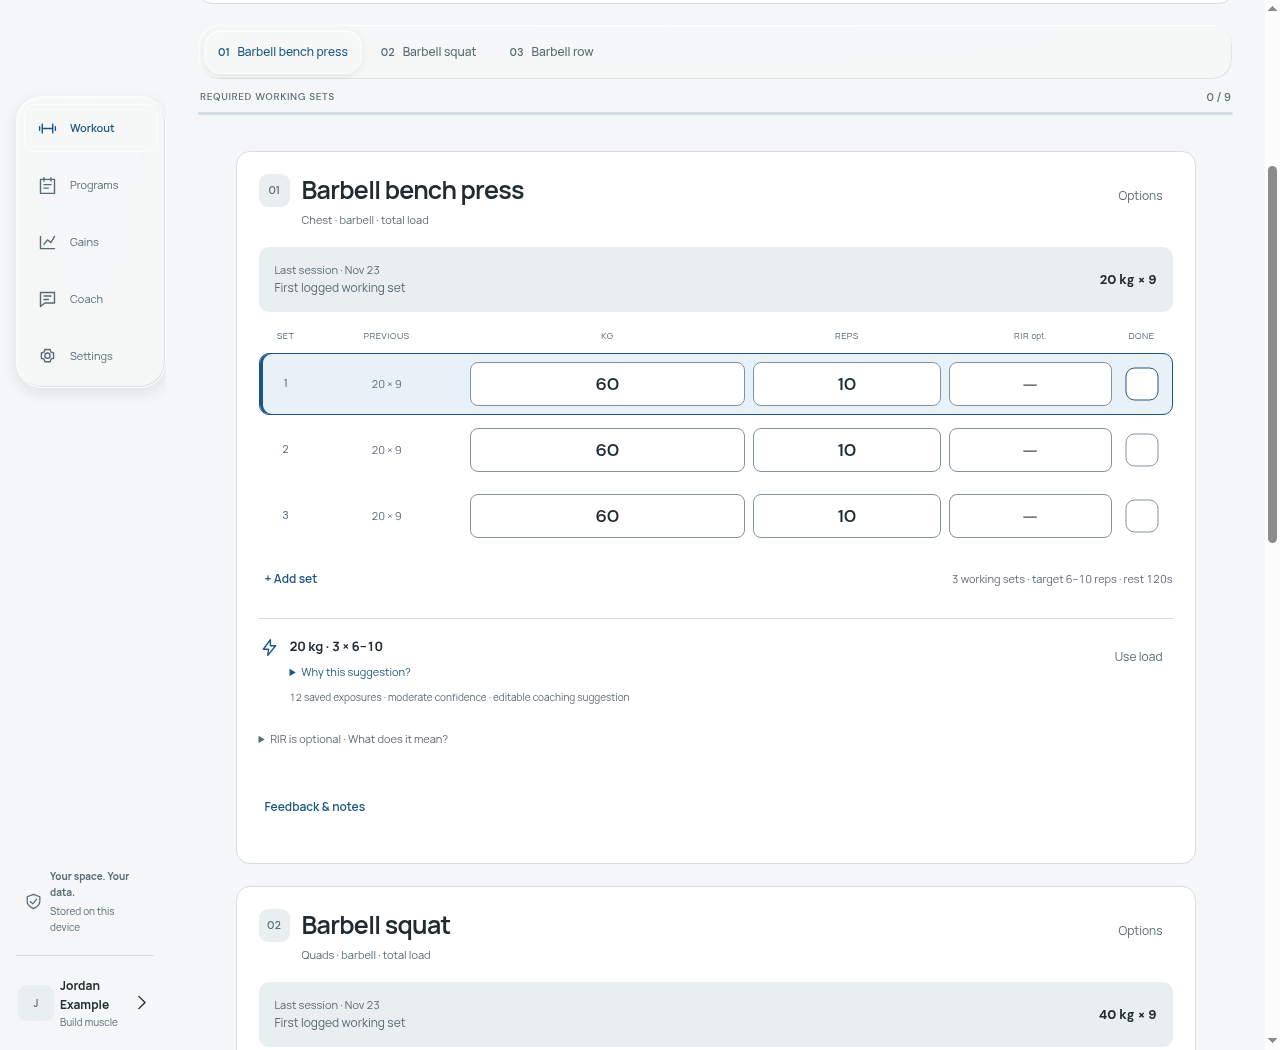 01 Barbell bench press
02 Barbell squat
03 Barbell row
REQUIRED WORKING SETS
0 / 9
Workout
Programs
Gains
Coach
Settings
01
Barbell bench press
Chest · barbell · total load
Options
Last session · Nov 23
First logged working set
20 kg × 9
SET PREVIOUS KG REPS RIR opt. DONE
1 20 × 9 60 10 —
2 20 × 9 60 10 —
3 20 × 9 60 10 —
+ Add set
3 working sets · target 6–10 reps · rest 120s
20 kg · 3 × 6–10
Why this suggestion?
12 saved exposures · moderate confidence · editable coaching suggestion
Use load
RIR is optional · What does it mean?
Feedback & notes
02
Barbell squat
Quads · barbell · total load
Options
Last session · Nov 23
First logged working set
40 kg × 9
Your space. Your
data.
Stored on this
device
J
Jordan
Example
Build muscle